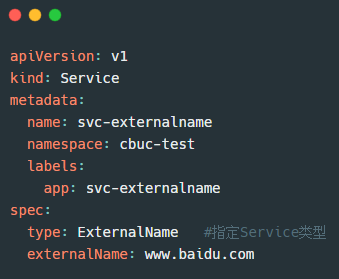 apiVersion: v1
kind: Service
metadata:
  name: svc-externalname
  namespace: cbuc-test
  labels:
    app: svc-externalname
spec:
  type: ExternalName   #指定Service类型
  externalName: www.baidu.com